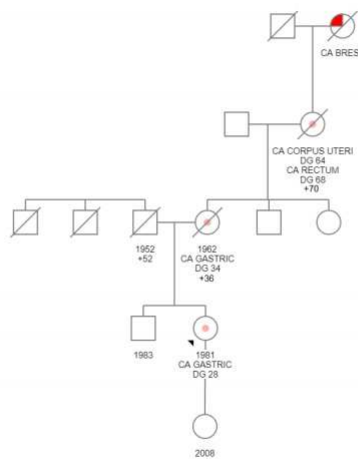 CA BRES
CA CORPUS UTERI
DG 64
CA RECTUM
DG 68
+70
1952
+52
1962
CA GASTRIC
DG 34
+36
1983
1981
CA GASTRIC
DG 28
2008